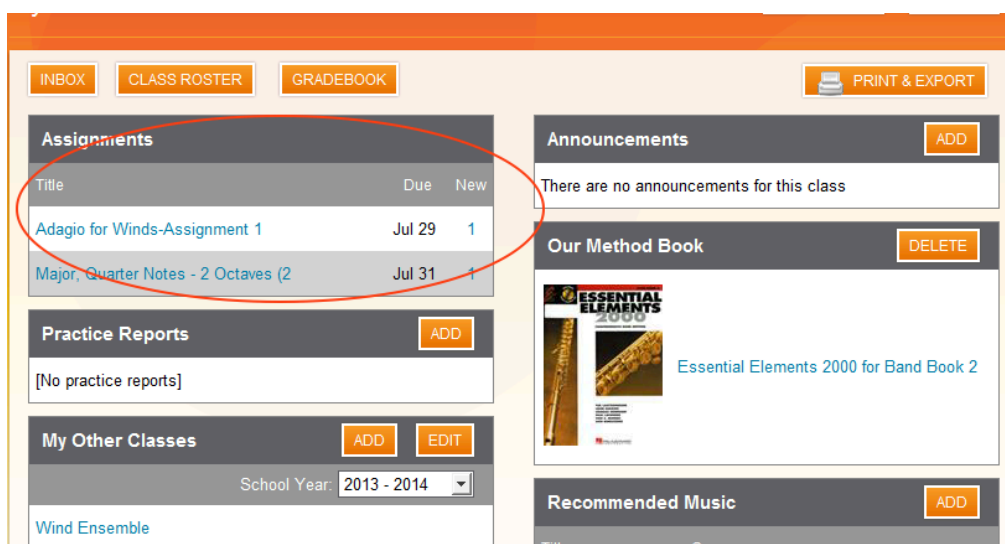 INBOX
CLASS ROSTER
GRADEBOOK
PRINT & EXPORT
Assignments
Title Due New
Adagio for Winds-Assignment 1 Jul 29 1
Major, Quarter Notes - 2 Octaves (2 Jul 31 1
Practice Reports ADD
[No practice reports]
My Other Classes ADD EDIT
School Year: 2013 - 2014
Wind Ensemble
Announcements ADD
There are no announcements for this class
Our Method Book DELETE
ESSENTIAL
ELEMENTS
2000
Essential Elements 2000 for Band Book 2
Recommended Music ADD